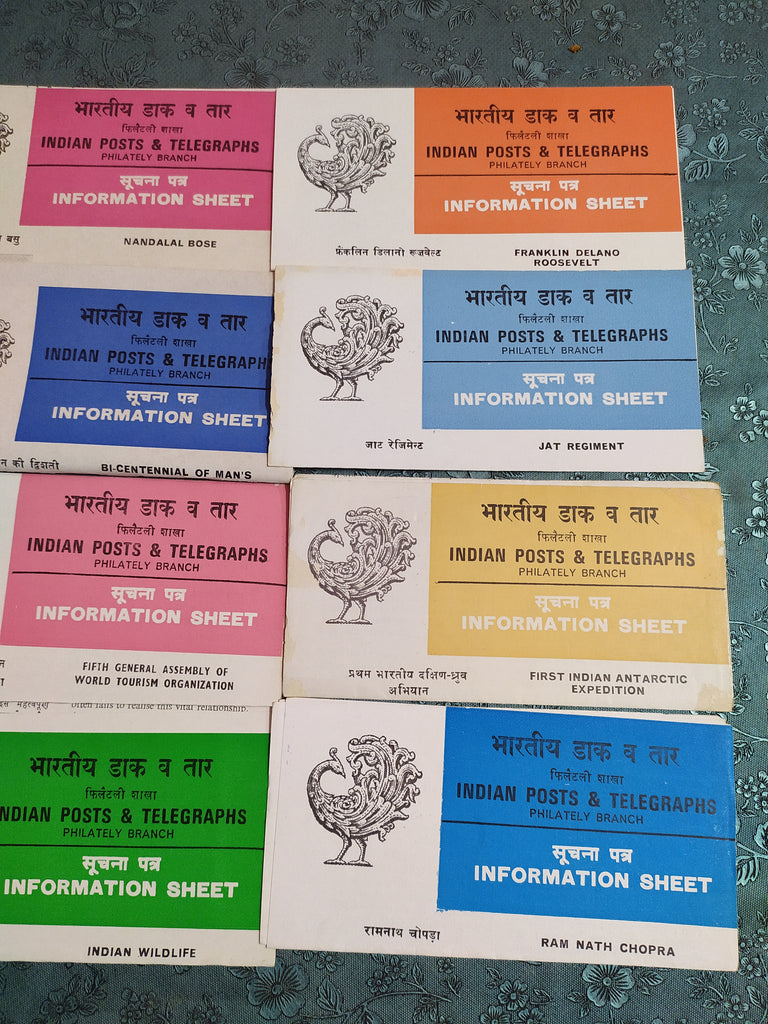 भारतीय डाक व तार
फिलैटली शाखा
INDIAN POSTS & TELEGRAPHS
PHILATELY BRANCH
सूचना पत्र
INFORMATION SHEET
बसु
NANDALAL BOSE
भारतीय डाक व तार
फिलैटली शाखा
INDIAN POSTS & TELEGRAPHS
PHILATELY BRANCH
सूचना पत्र
INFORMATION SHEET
फ्रंकलिन डिलानो रूजवेल्ट
FRANKLIN DELANO
ROOSEVELT
भारतीय डाक व तार
फिलैटली शाखा
INDIAN POSTS & TELEGRAPH
PHILATELY BRANCH
सूचना पत्र
INFORMATION SHEET
न की द्विशती
BI-CENTENNIAL OF MAN'S
भारतीय डाक व तार
फिलैटली शाखा
INDIAN POSTS & TELEGRAPHS
PHILATELY BRANCH
सूचना पत्र
INFORMATION SHEET
जाट रेजिमेन्ट
JAT REGIMENT
भारतीय डाक व तार
फिलैटली शाखा
INDIAN POSTS & TELEGRAPHS
PHILATELY BRANCH
सूचना पत्र
INFORMATION SHEET
FIFTH GENERAL ASSEMBLY OF
WORLD TOURISM ORGANIZATION
भारतीय डाक व तार
फिलैटली शाखा
INDIAN POSTS & TELEGRAPHS
PHILATELY BRANCH
सूचना पत्र
INFORMATION SHEET
प्रथम भारतीय दक्षिण-ध्रुव
अभियान
FIRST INDIAN ANTARCTIC
EXPEDITION
महत्वपूर्ण often fails to realise this vital relationship.
भारतीय डाक व तार
फिलैटली शाखा
INDIAN POSTS & TELEGRAPHS
PHILATELY BRANCH
सूचना पत्र
INFORMATION SHEET
INDIAN WILDLIFE
भारतीय डाक व तार
फिलैटली शाखा
INDIAN POSTS & TELEGRAPHS
PHILATELY BRANCH
सूचना पत्र
INFORMATION SHEET
रामनाथ चोपड़ा
RAM NATH CHOPRA